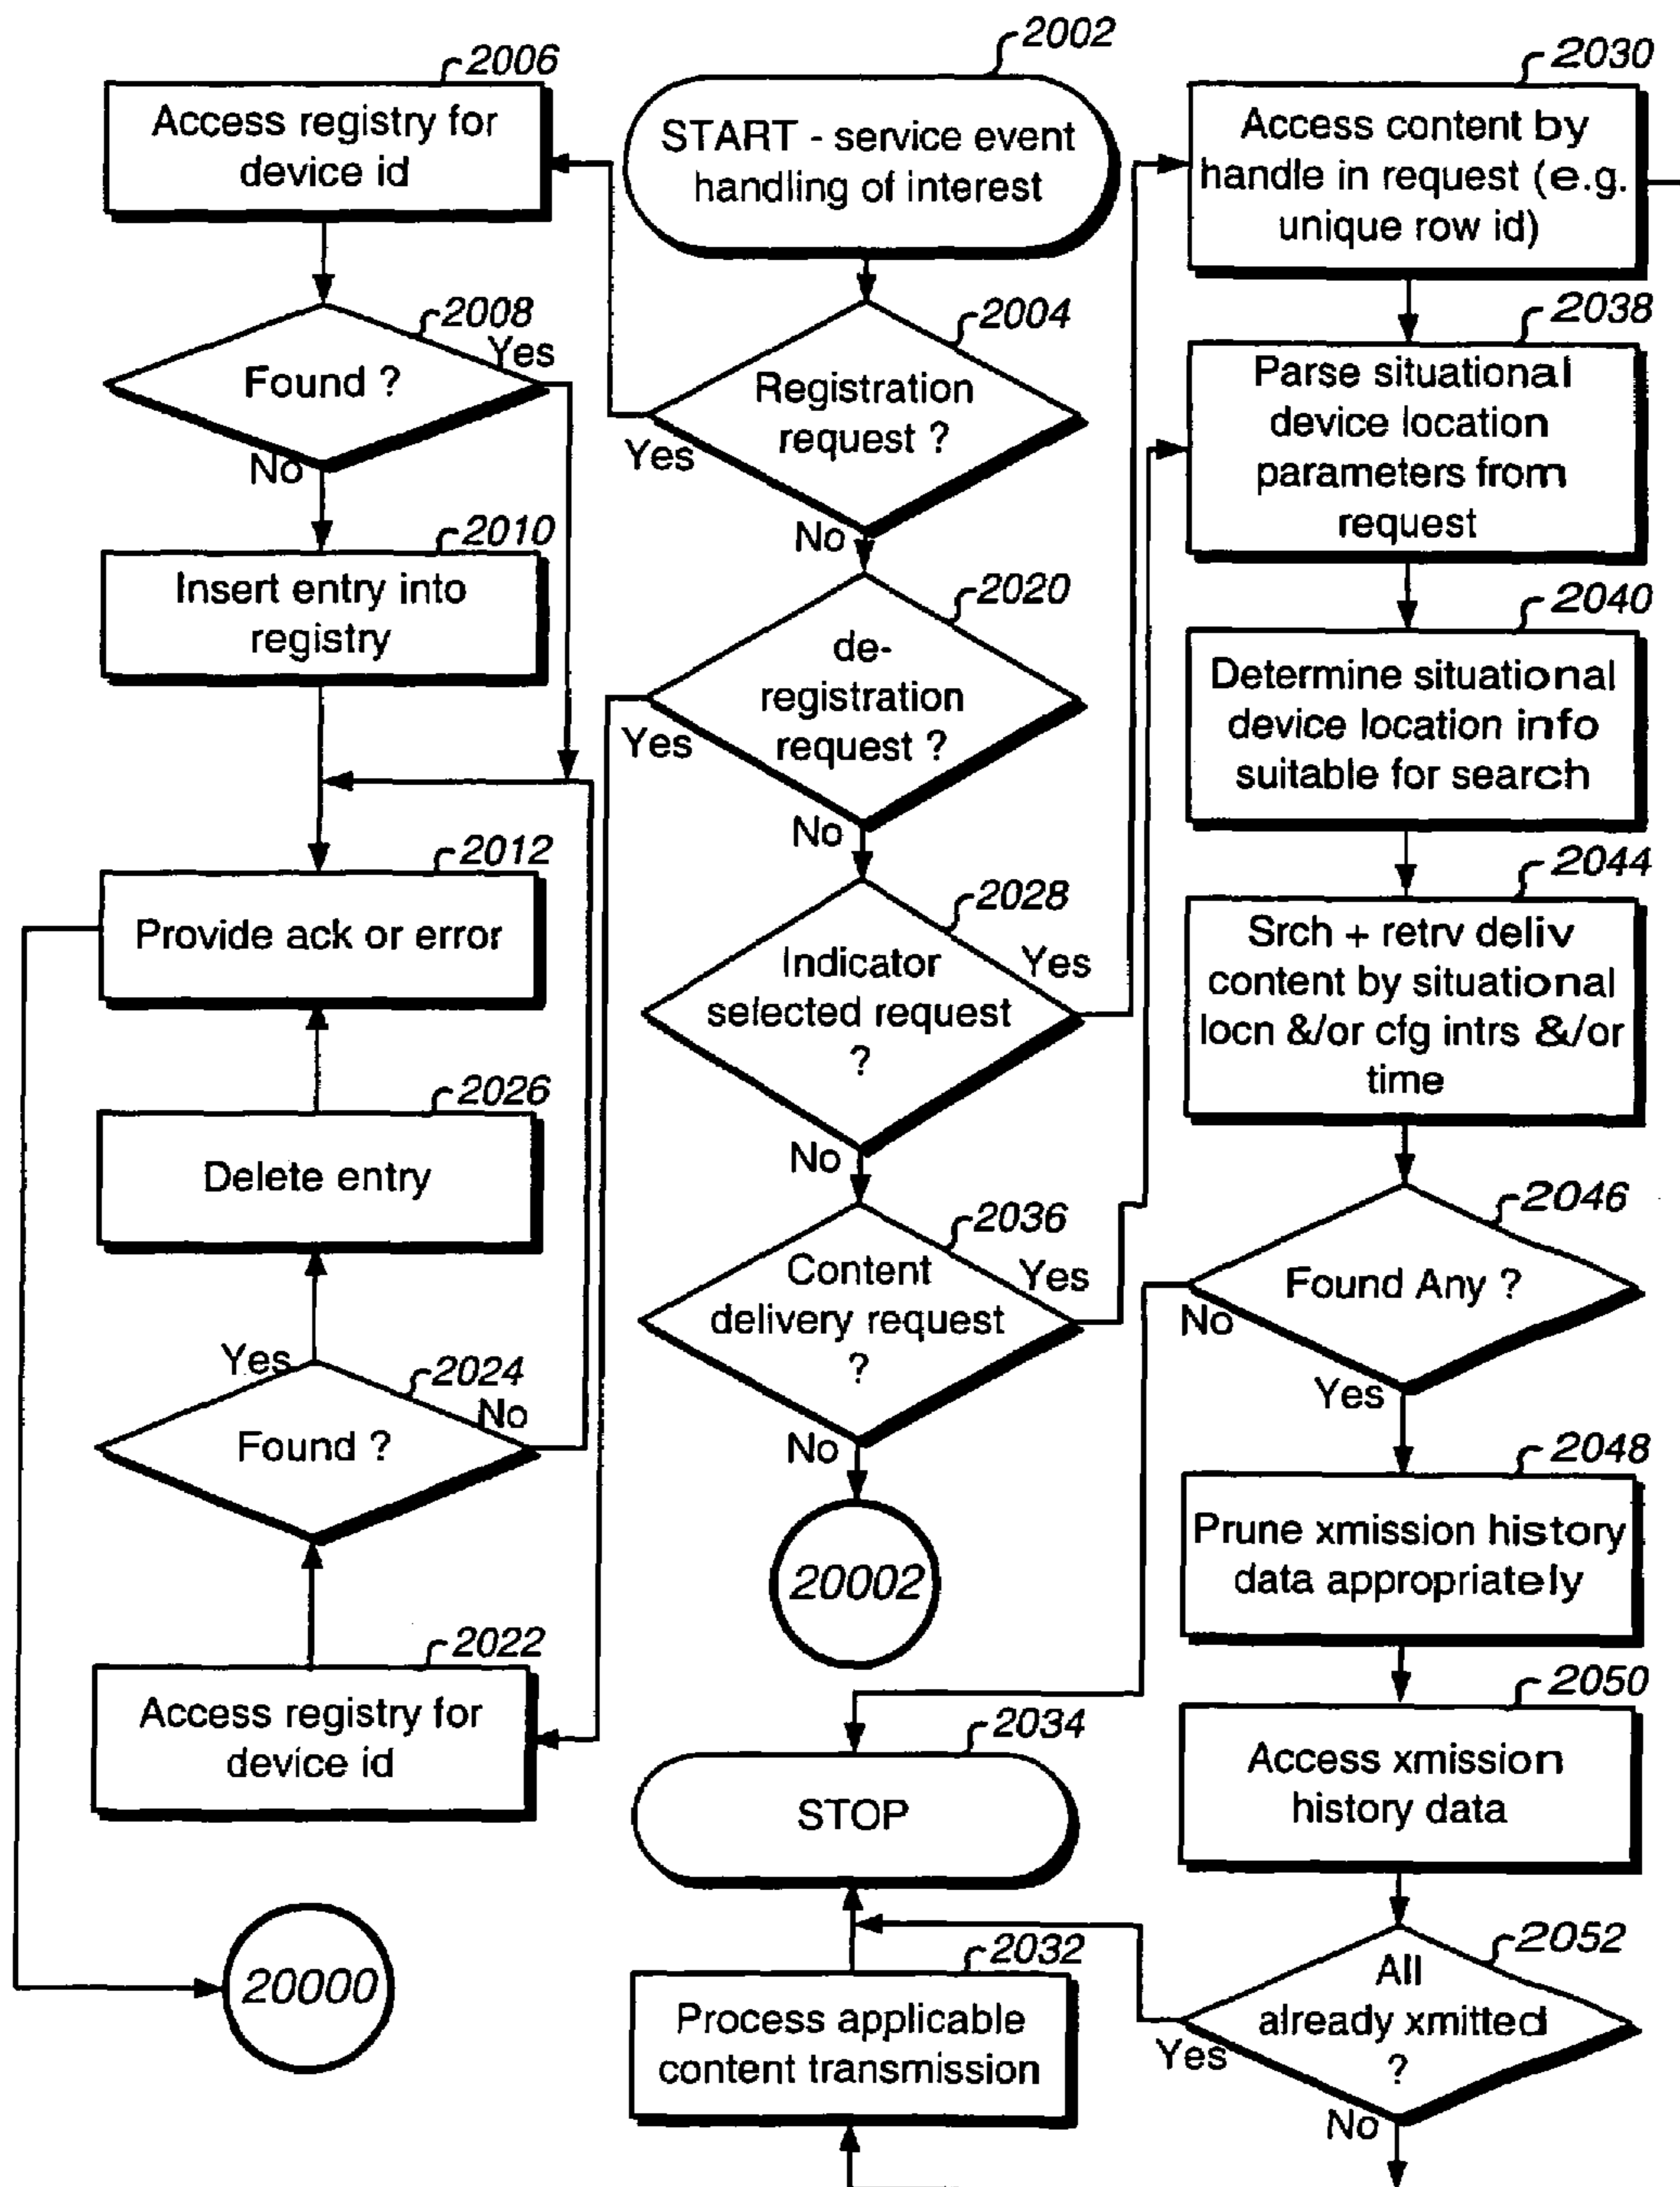 2006
Access registry for
device id
2008
Found ?
Yes
No
2010
Insert entry into
registry
2012
Provide ack or error
2026
Delete entry
Yes
2024
No
Found ?
2022
Access registry for
device id
20000
2002
START - service event
handling of interest
2004
Registration
request ?
Yes
No
2020
de-
registration
request ?
Yes
No
2028
Indicator
selected request
?
Yes
No
2036
Content
delivery request
?
Yes
No
20002
2034
STOP
2032
Process applicable
content transmission
2030
Access content by
handle in request (e.g.
unique row id)
2038
Parse situational
device location
parameters from
request
2040
Determine situational
device location info
suitable for search
2044
Srch + retrv deliv
content by situational
locn &/or cfg intrs &/or
time
2046
Found Any ?
No
Yes
2048
Prune xmission history
data appropriately
2050
Access xmission
history data
2052
All
already xmitted
?
Yes
No